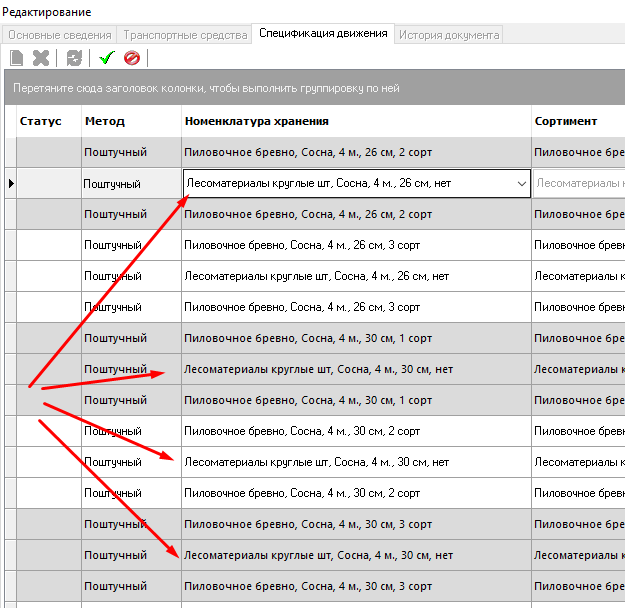 Редактирование
Основные сведения Транспортные средства Спецификация движения История документа
Перетяните сюда заголовок колонки, чтобы выполнить группировку по ней
Статус Метод Номенклатура хранения Сортимент
Поштучный Пиловочное бревно, Сосна, 4 м., 26 см, 2 сорт Пиловочное бре
Поштучный Лесоматериалы круглые шт, Сосна, 4 м., 26 см, нет Лесоматериалы к
Поштучный Пиловочное бревно, Сосна, 4 м., 26 см, 2 сорт Пиловочное бре
Поштучный Пиловочное бревно, Сосна, 4 м., 26 см, 3 сорт Пиловочное бревн
Поштучный Лесоматериалы круглые шт, Сосна, 4 м., 26 см, нет Лесоматериалы кр
Поштучный Пиловочное бревно, Сосна, 4 м., 26 см, 3 сорт Пиловочное бревн
Поштучный Пиловочное бревно, Сосна, 4 м., 30 см, 1 сорт Пиловочное бре
Поштучный Лесоматериалы круглые шт, Сосна, 4 м., 30 см, нет Лесоматериалы к
Поштучный Пиловочное бревно, Сосна, 4 м., 30 см, 1 сорт Пиловочное бре
Поштучный Пиловочное бревно, Сосна, 4 м., 30 см, 2 сорт Пиловочное бревн
Поштучный Лесоматериалы круглые шт, Сосна, 4 м., 30 см, нет Лесоматериалы кр
Поштучный Пиловочное бревно, Сосна, 4 м., 30 см, 2 сорт Пиловочное бревн
Поштучный Пиловочное бревно, Сосна, 4 м., 30 см, 3 сорт Пиловочное бре
Поштучный Лесоматериалы круглые шт, Сосна, 4 м., 30 см, нет Лесоматериалы к
Поштучный Пиловочное бревно, Сосна, 4 м., 30 см, 3 сорт Пиловочное бре